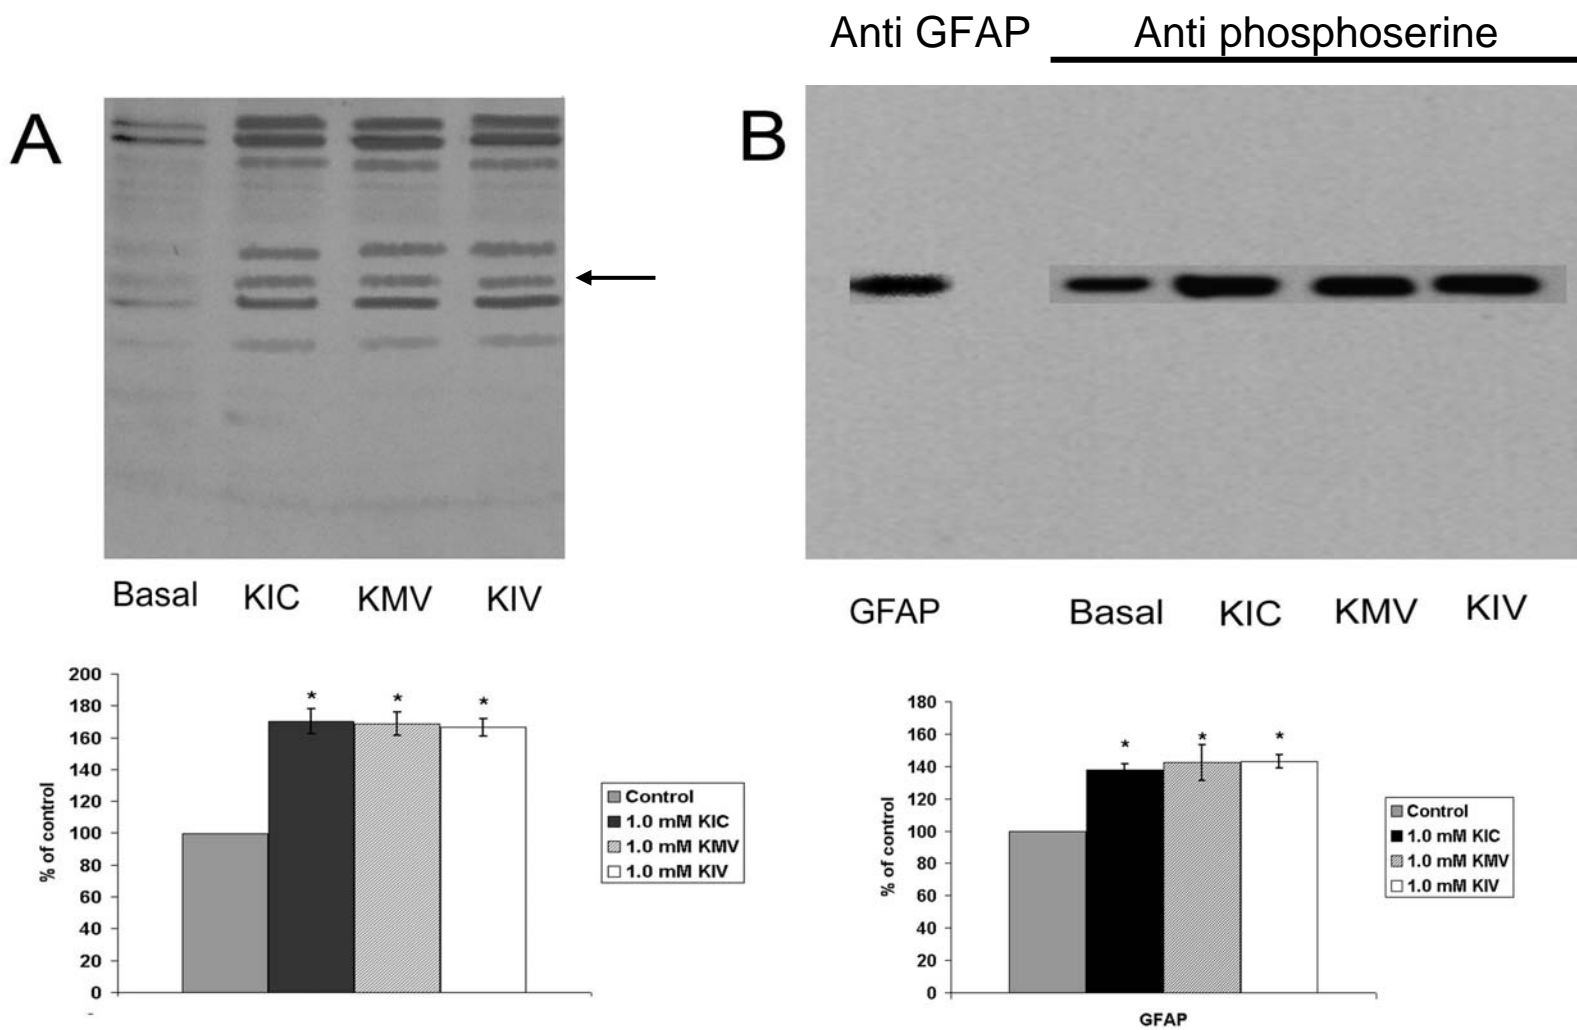 Anti GFAP Anti phosphoserine
A
B
Basal KIC KMV KIV
GFAP Basal KIC KMV KIV
200
180
160
140
120
100
80
60
40
20
0
% of control
* * *
Control
1.0 mM KIC
1.0 mM KMV
1.0 mM KIV
180
160
140
120
100
80
60
40
20
0
% of control
* * *
GFAP
Control
1.0 mM KIC
1.0 mM KMV
1.0 mM KIV